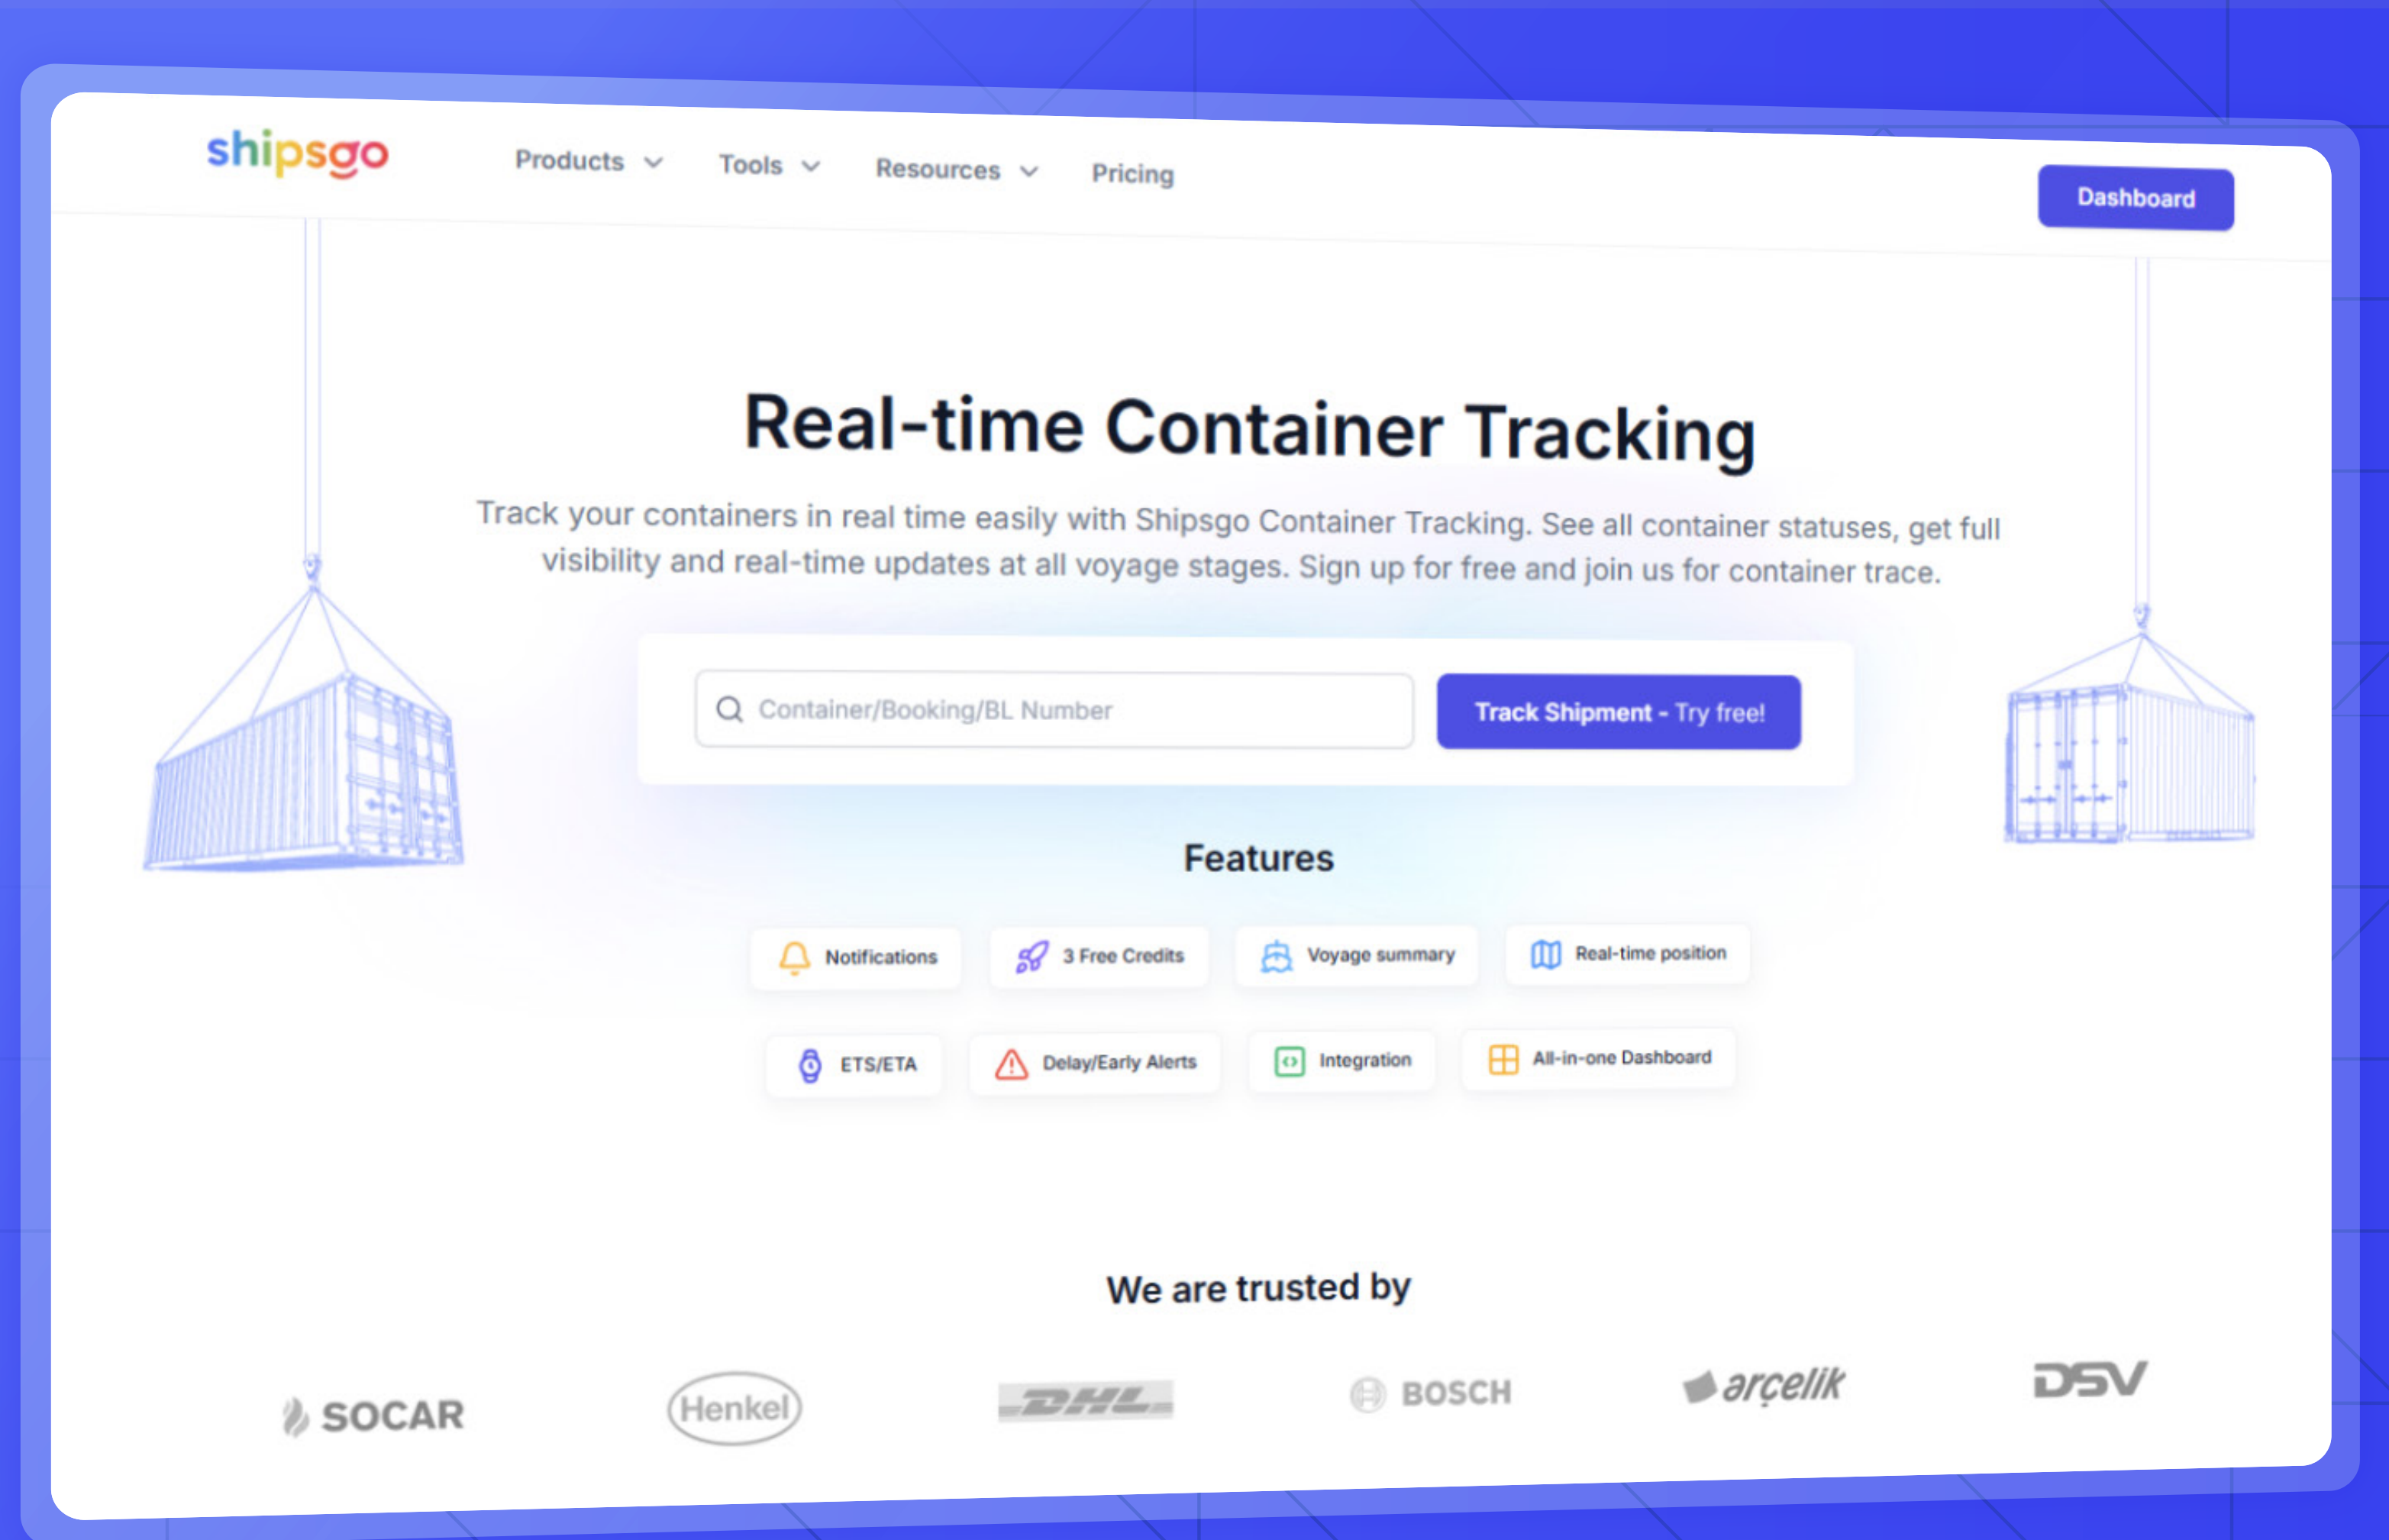 shipsgo
Products
Tools
Resources
Pricing
Dashboard
Real-time Container Tracking
Track your containers in real time easily with Shipsgo Container Tracking. See all container statuses, get full
visibility and real-time updates at all voyage stages. Sign up for free and join us for container trace.
Container/Booking/BL Number
Track Shipment - Try free!
Features
Notifications
3 Free Credits
Voyage summary
Real-time position
ETS/ETA
Delay/Early Alerts
Integration
All-in-one Dashboard
We are trusted by
SOCAR
Henkel
DHL
BOSCH
arçelik
DSV